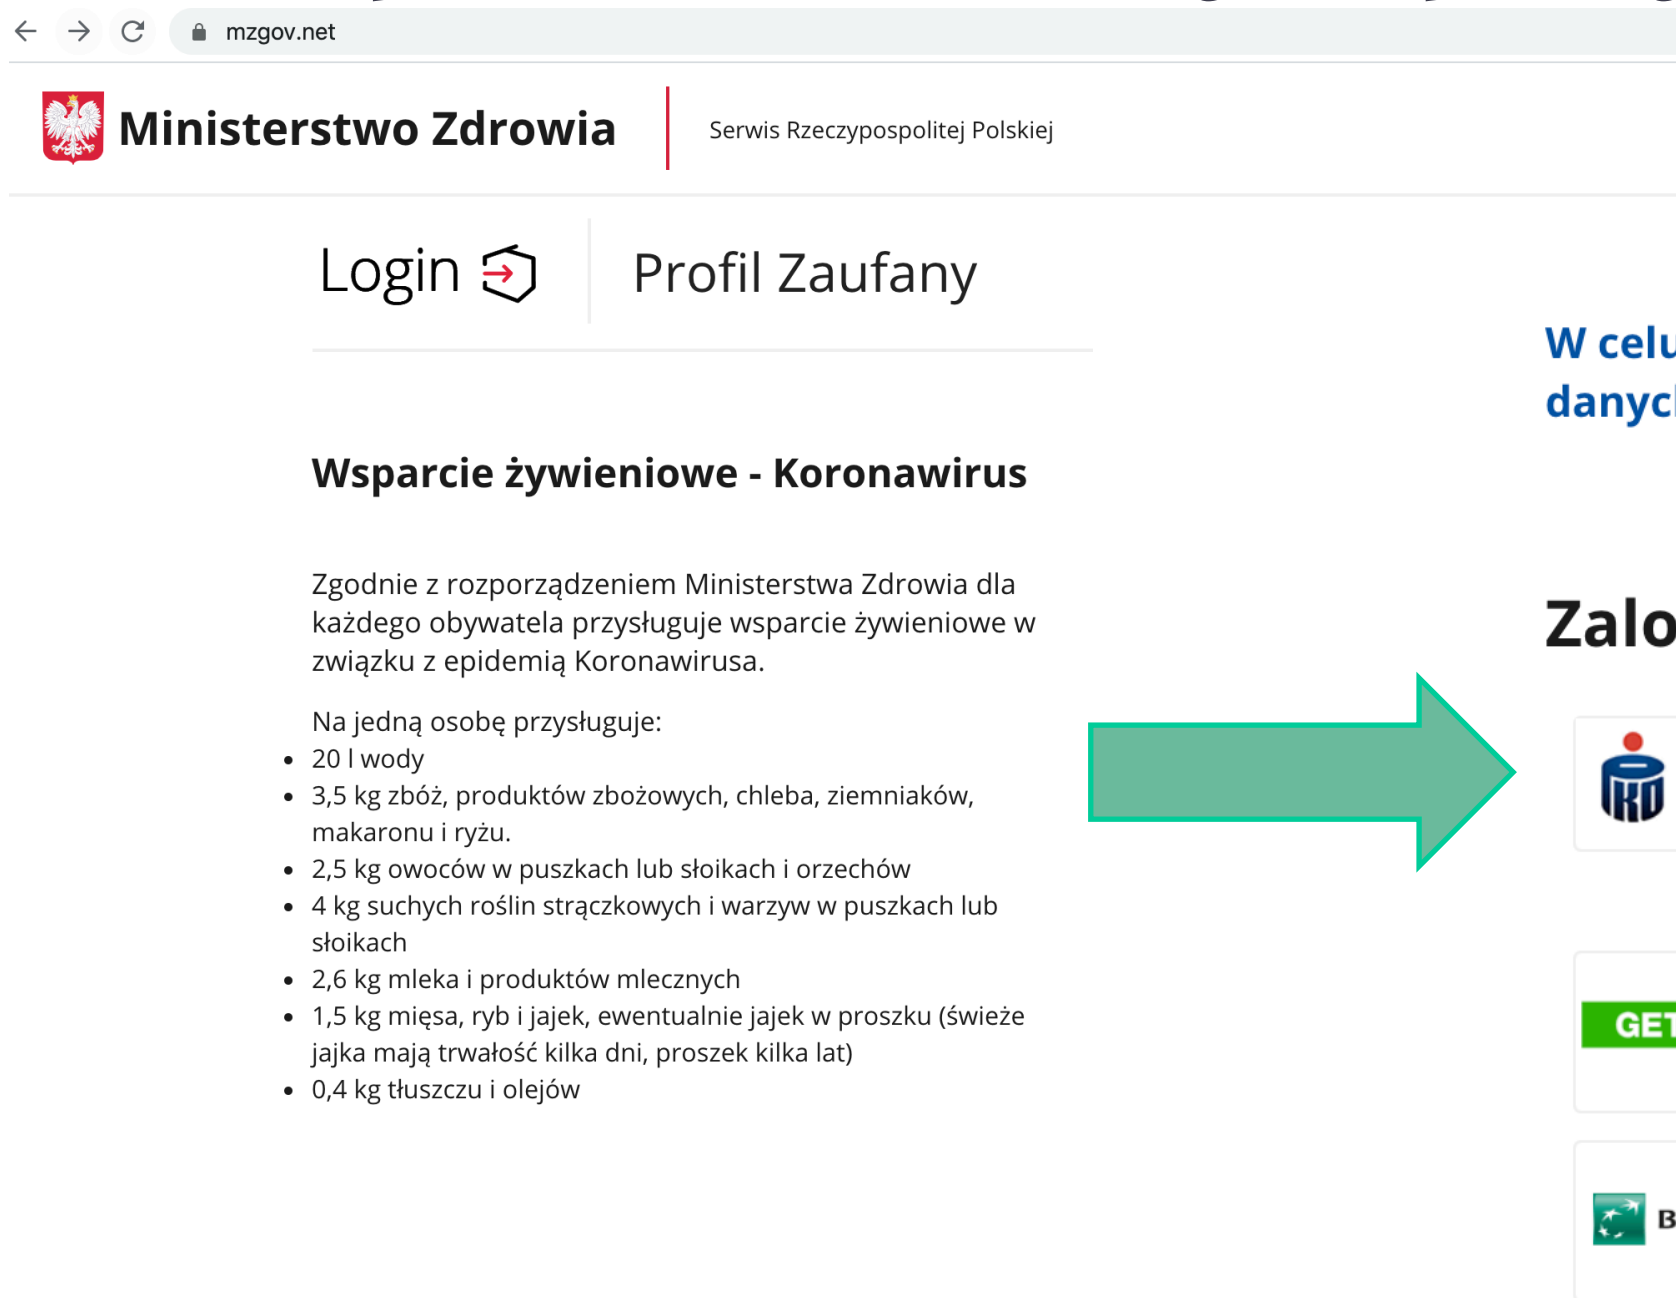 mzgov.net
Ministerstwo Zdrowia
Serwis Rzeczypospolitej Polskiej
Login
Profil Zaufany
W celu
danych
Wsparcie żywieniowe - Koronawirus
Zgodnie z rozporządzeniem Ministerstwa Zdrowia dla
każdego obywatela przysługuje wsparcie żywieniowe w
związku z epidemią Koronawirusa.
Zalo
Na jedną osobę przysługuje:
20 l wody
3,5 kg zbóż, produktów zbożowych, chleba, ziemniaków,
makaronu i ryżu.
2,5 kg owoców w puszkach lub słoikach i orzechów
4 kg suchych roślin strączkowych i warzyw w puszkach lub
słoikach
2,6 kg mleka i produktów mlecznych
1,5 kg mięsa, ryb i jajek, ewentualnie jajek w proszku (świeże
jajka mają trwałość kilka dni, proszek kilka lat)
0,4 kg tłuszczu i olejów
PKO
GET
B